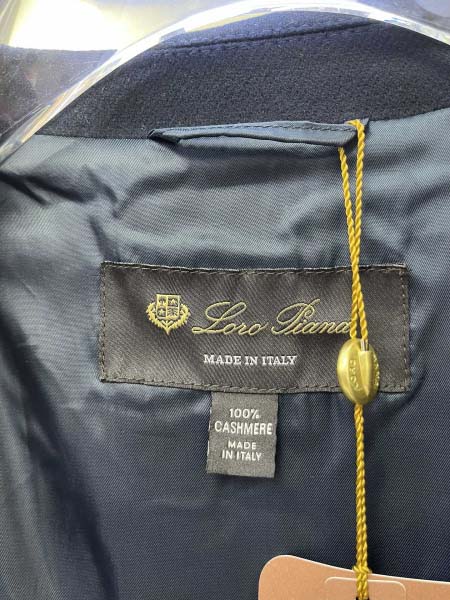 Loro Piana
MADE IN ITALY
100%
CASHMERE
MADE
IN ITALY